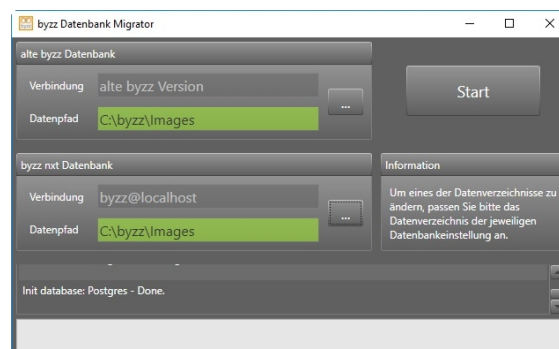 byzz Datenbank Migrator
alte byzz Datenbank
Verbindung alte byzz Version
...
Datenpfad C:\byzz\Images
Start
byzz nxt Datenbank
Verbindung byzz@localhost
...
Datenpfad C:\byzz\Images
Information
Um eines der Datenverzeichnisse zu
ändern, passen Sie bitte das
Datenverzeichnis der jeweiligen
Datenbankeinstellung an.
Init database: Postgres - Done.